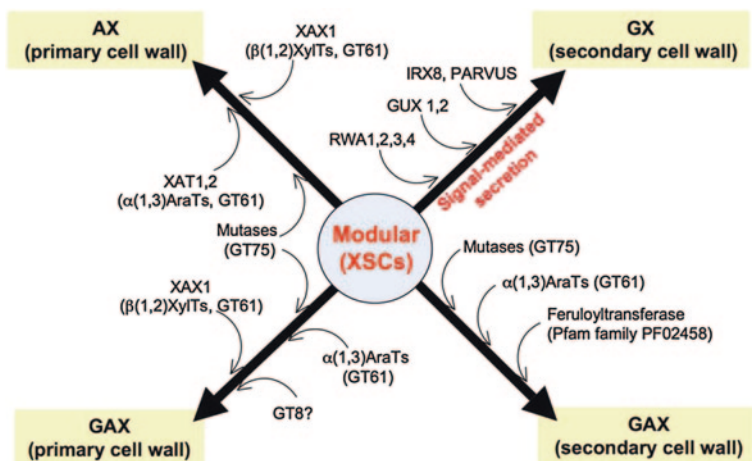 AX
(primary cell wall)
XAX1
(β(1,2)XylTs, GT61)
GX
(secondary cell wall)
IRX8, PARVUS
GUX 1,2
RWA1,2,3,4
Signal-mediated
secretion
XAT1,2
(α(1,3)AraTs, GT61)
Mutases
(GT75)
Modular
(XSCs)
Mutases (GT75)
α(1,3)AraTs (GT61)
Feruloyltransferase
(Pfam family PF02458)
XAX1
(β(1,2)XylTs, GT61)
α(1,3)AraTs
(GT61)
GT8?
GAX
(primary cell wall)
GAX
(secondary cell wall)